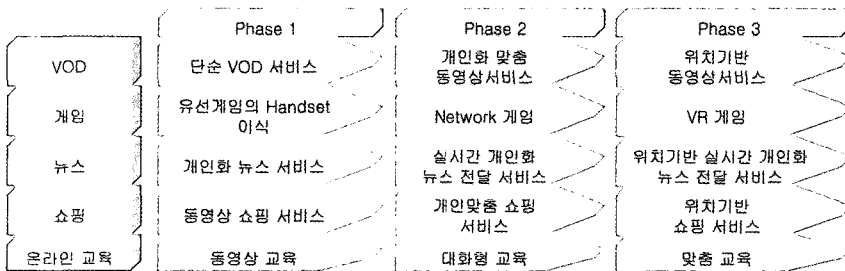 Phase 1
Phase 2
Phase 3
VOD
단순 VOD 서비스
개인화 맞춤
동영상서비스
위치기반
동영상서비스
게임
유선게임의 Handset
이식
Network 게임
VR 게임
뉴스
개인화 뉴스 서비스
실시간 개인화
뉴스 전달 서비스
위치기반 실시간 개인화
뉴스 전달 서비스
쇼핑
동영상 쇼핑 서비스
개인맞춤 쇼핑
서비스
위치기반
쇼핑 서비스
온라인 교육
동영상 교육
대화형 교육
맞춤 교육